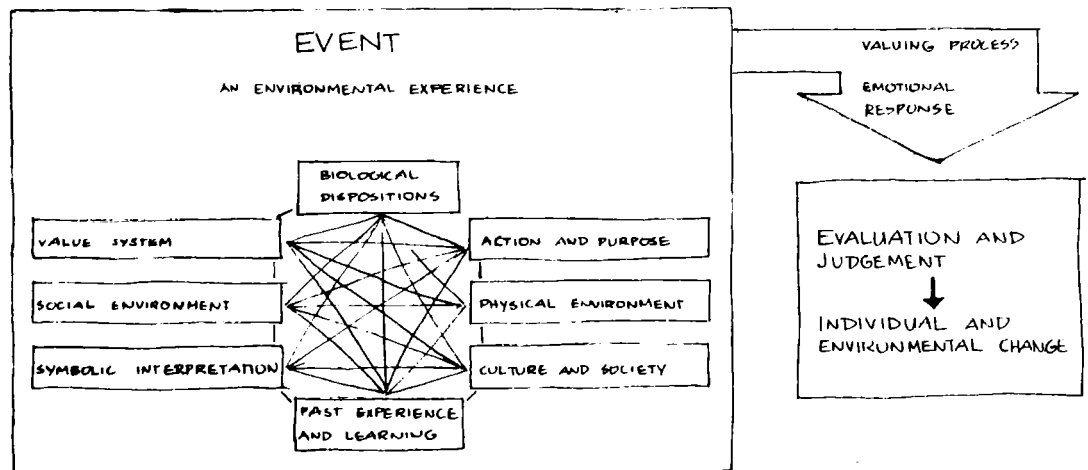 EVENT
AN ENVIRONMENTAL EXPERIENCE
BIOLOGICAL
DISPOSITIONS
VALUE SYSTEM
ACTION AND PURPOSE
SOCIAL ENVIRONMENT
PHYSICAL ENVIRONMENT
SYMBOLIC INTERPRETATION
CULTURE AND SOCIETY
PAST EXPERIENCE
AND LEARNING
VALUING PROCESS
EMOTIONAL
RESPONSE
EVALUATION AND
JUDGEMENT
INDIVIDUAL AND
ENVIRONMENTAL CHANGE